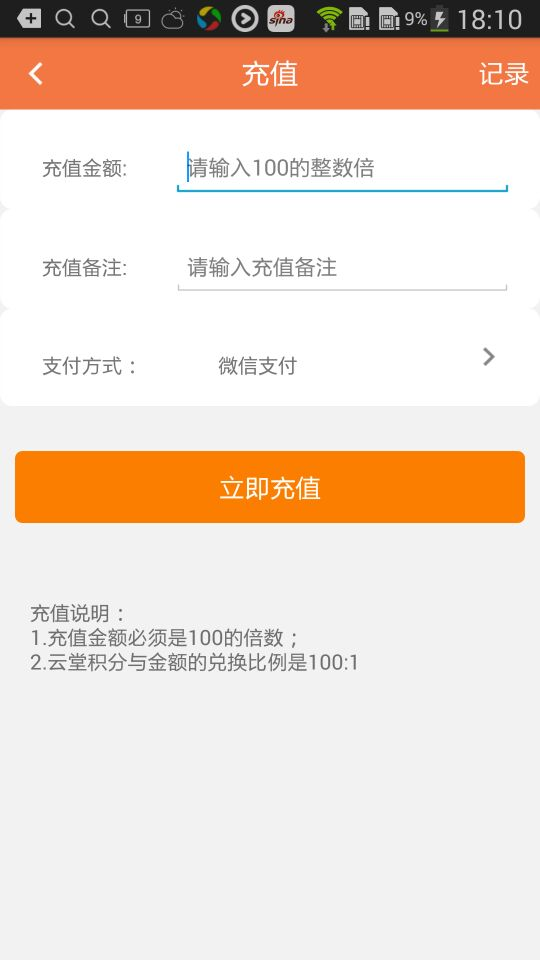 9
sina
9%
18:10
充值
记录
充值金额:
请输入100的整数倍
充值备注:
请输入充值备注
支付方式：
微信支付
立即充值
充值说明：
1.充值金额必须是100的倍数；
2.云堂积分与金额的兑换比例是100:1